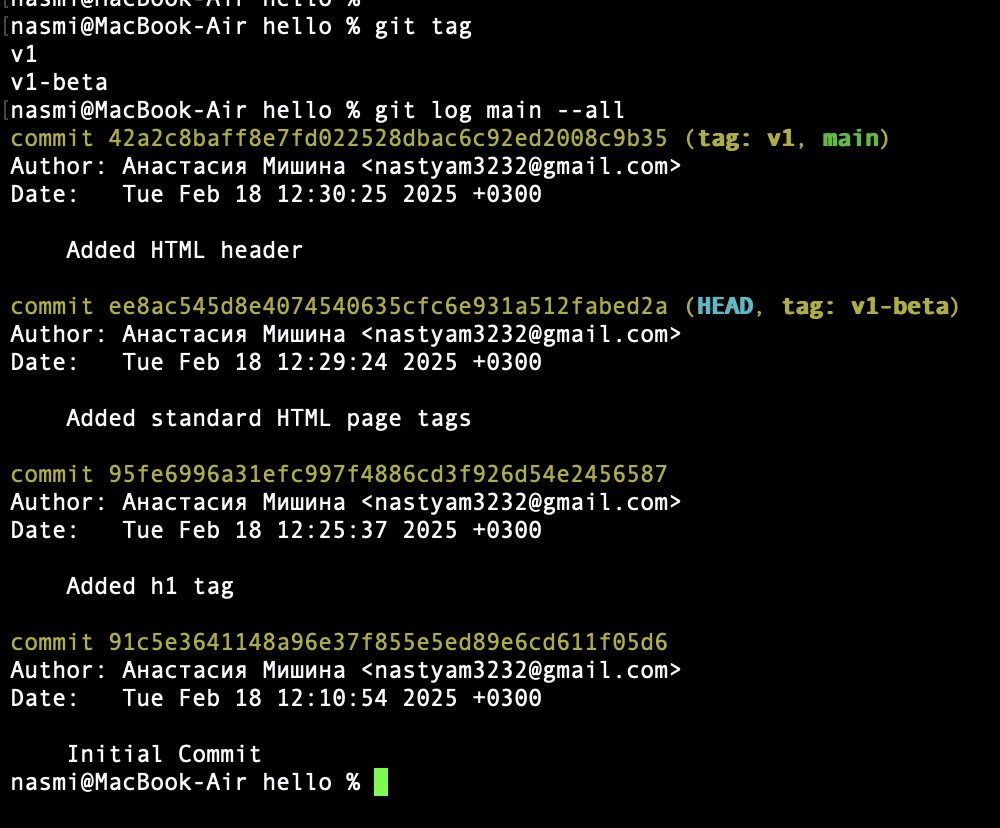 [nasmi@MacBook-Air hello %
[nasmi@MacBook-Air hello % git tag
v1
v1-beta
[nasmi@MacBook-Air hello % git log main --all
commit 42a2c8baff8e7fd022528dbac6c92ed2008c9b35 (tag: v1, main)
Author: Анастасия Мишина <nastyam3232@gmail.com>
Date:   Tue Feb 18 12:30:25 2025 +0300
    Added HTML header
commit ee8ac545d8e4074540635cfc6e931a512fabed2a (HEAD, tag: v1-beta)
Author: Анастасия Мишина <nastyam3232@gmail.com>
Date:   Tue Feb 18 12:29:24 2025 +0300
    Added standard HTML page tags
commit 95fe6996a31efc997f4886cd3f926d54e2456587
Author: Анастасия Мишина <nastyam3232@gmail.com>
Date:   Tue Feb 18 12:25:37 2025 +0300
    Added h1 tag
commit 91c5e3641148a96e37f855e5ed89e6cd611f05d6
Author: Анастасия Мишина <nastyam3232@gmail.com>
Date:   Tue Feb 18 12:10:54 2025 +0300
    Initial Commit
nasmi@MacBook-Air hello %